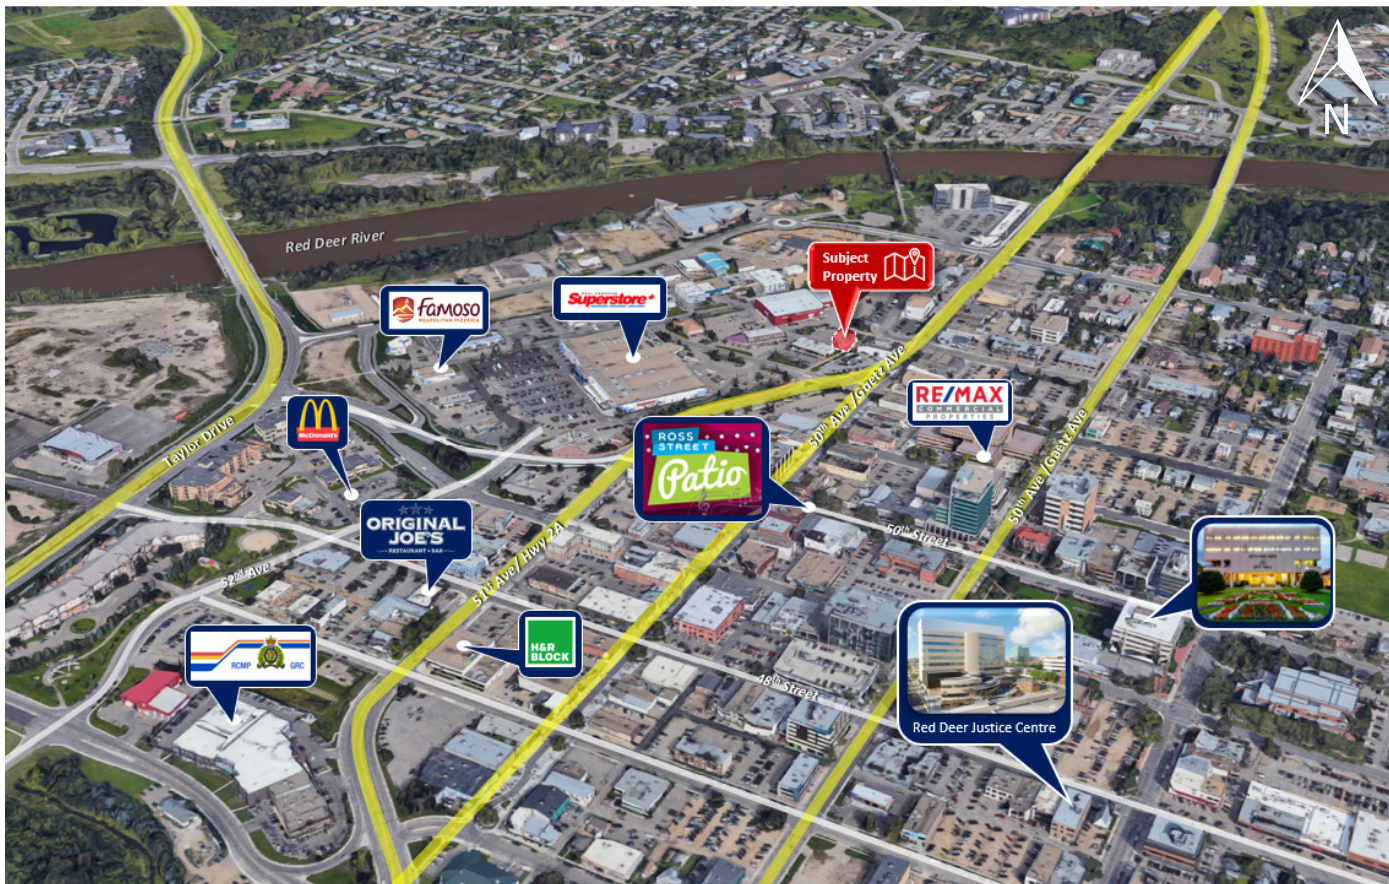 N
Red Deer River
Subject
Property
famoso
NEAPOLITAN PIZZERIA
Superstore
RE/MAX
COMMERCIAL
PROPERTIES
50th Ave /Gaetz Ave
McDonald's
Taylor Drive
ROSS
STREET
Patio
50th Ave /Gaetz Ave
ORIGINAL
JOE'S
RESTAURANT • BAR
50th Street
51st Ave/ Hwy 2A
52nd Ave
H&R
BLOCK
RCMP GRC
48th Street
Red Deer Justice Centre